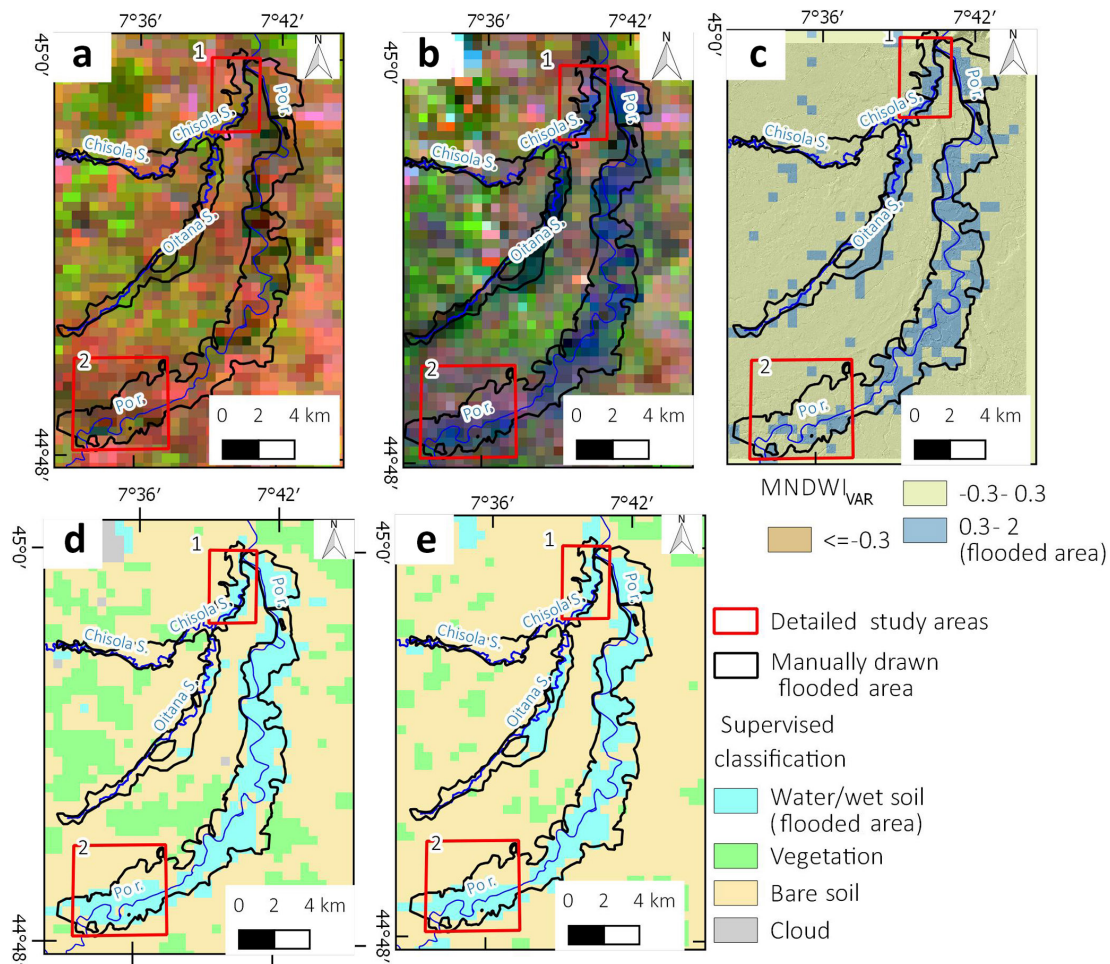 7°36′ 7°42′
45°0′
a
1
N
Chisola S.
Chisola S.
Po r.
Oitana S.
2
Po r.
0 2 4 km
44°48′
7°36′ 7°42′
b
1
N
Chisola S.
Chisola S.
Po r.
Oitana S.
2
Po r.
0 2 4 km
44°48′
7°36′ 7°42′
45°0′
c
1
N
Chisola S.
Chisola S.
Po r.
Oitana S.
2
Po r.
0 2 4 km
44°48′
7°36′ 7°42′
45°0′
d
1
N
Po r.
Chisola S.
Chisola S.
Oitana S.
2
Po r.
0 2 4 km
44°48′
7°36′ 7°42′
45°0′
e
1
N
Po r.
Chisola S.
Chisola S.
Oitana S.
2
Po r.
0 2 4 km
44°48′
MNDWIVAR
<=-0.3
-0.3- 0.3
0.3- 2
(flooded area)
Detailed study areas
Manually drawn
flooded area
Supervised
classification
Water/wet soil
(flooded area)
Vegetation
Bare soil
Cloud